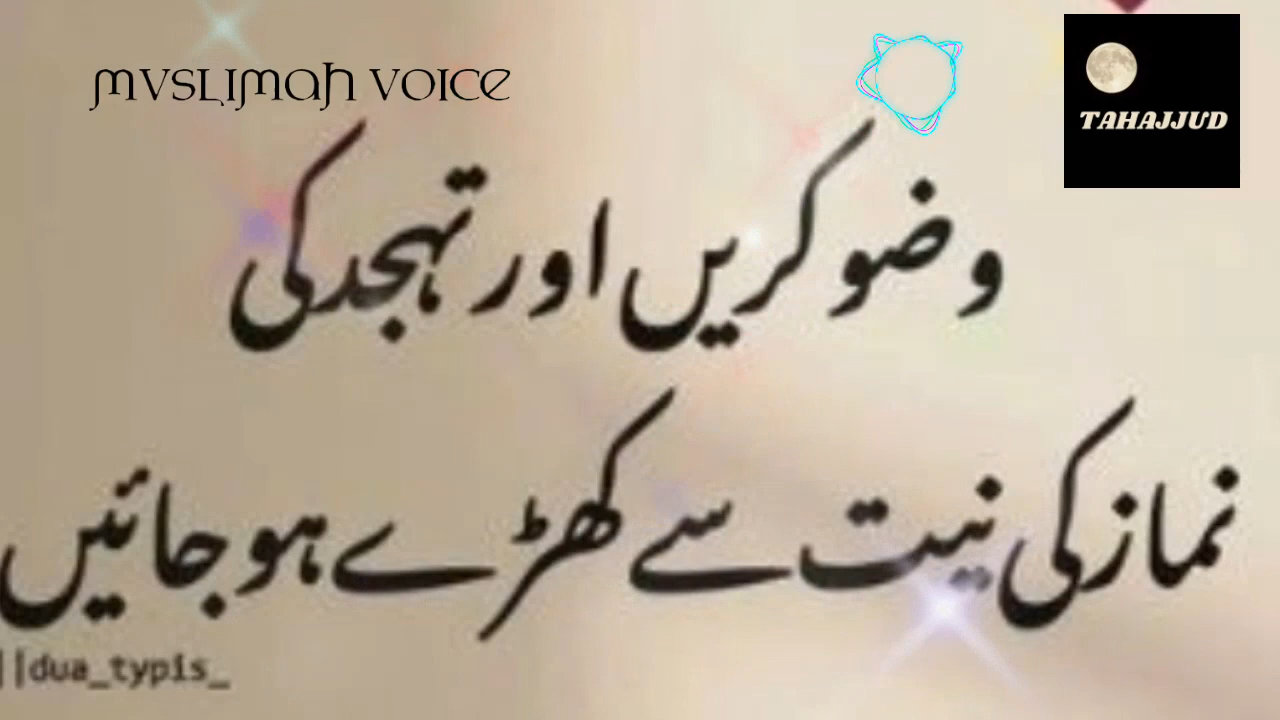 MVSLIMAH VOICE
TAHAJJUD
وضو کریں اور تہجد کی
نماز کی نیت سے کھڑے ہو جائیں
||dua_typis_